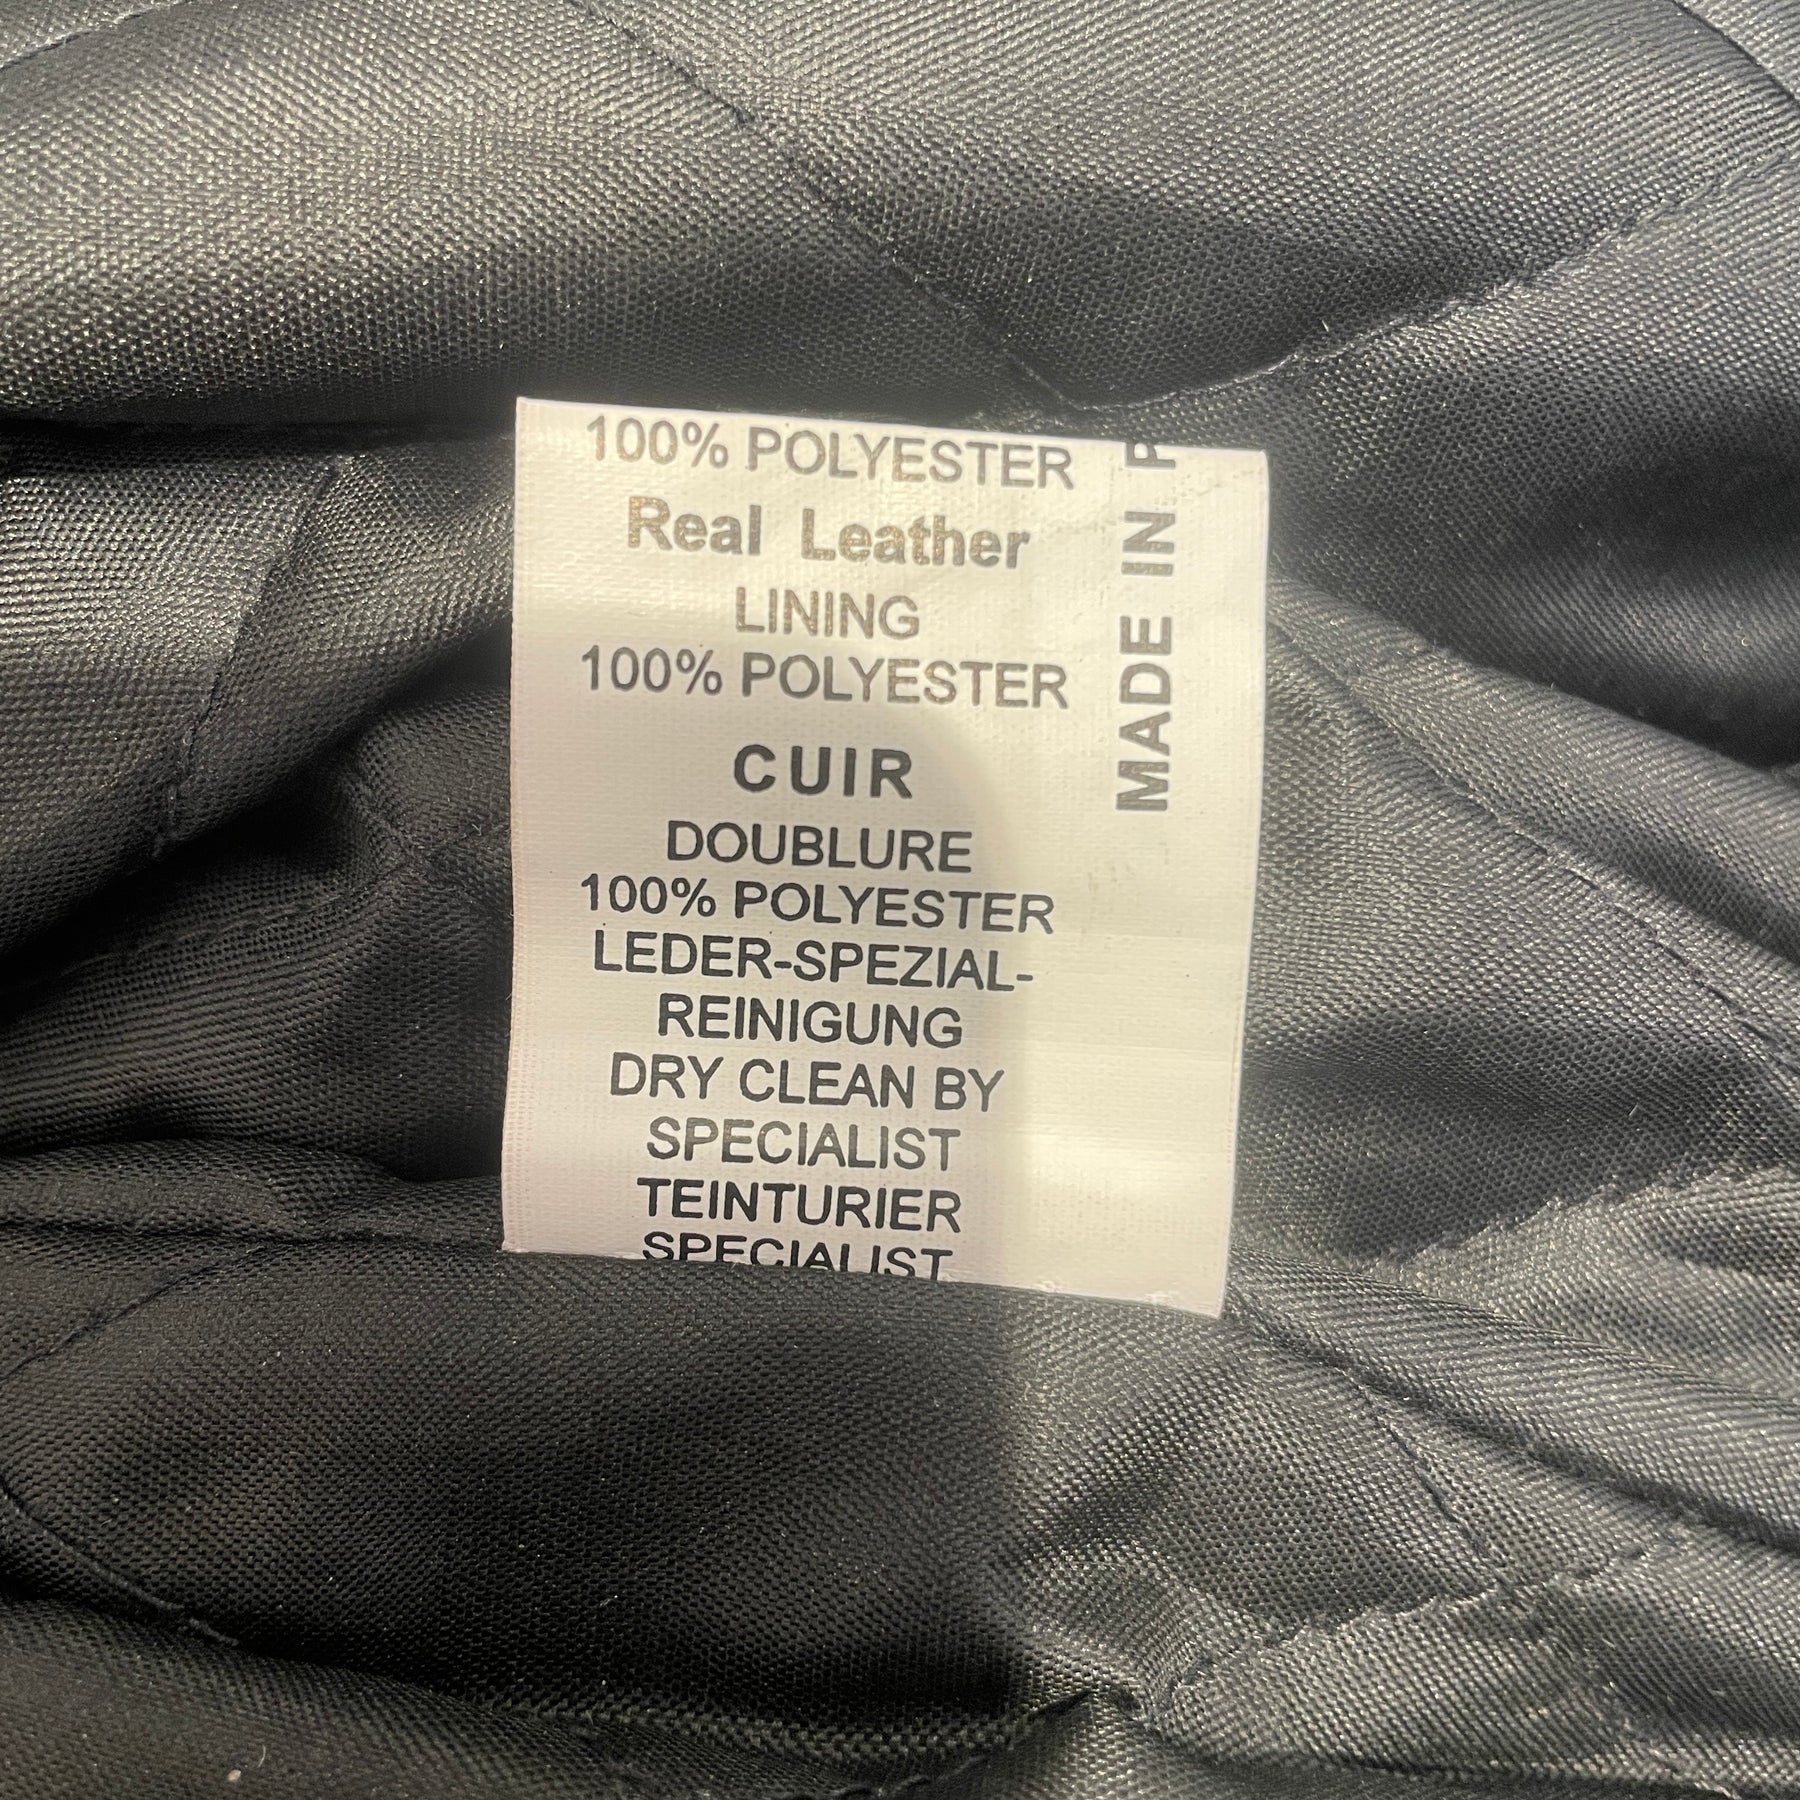 100% POLYESTER
Real Leather
LINING
100% POLYESTER
CUIR
DOUBLURE
100% POLYESTER
LEDER-SPEZIAL-
REINIGUNG
DRY CLEAN BY
SPECIALIST
TEINTURIER
SPECIALIST
MADE IN P